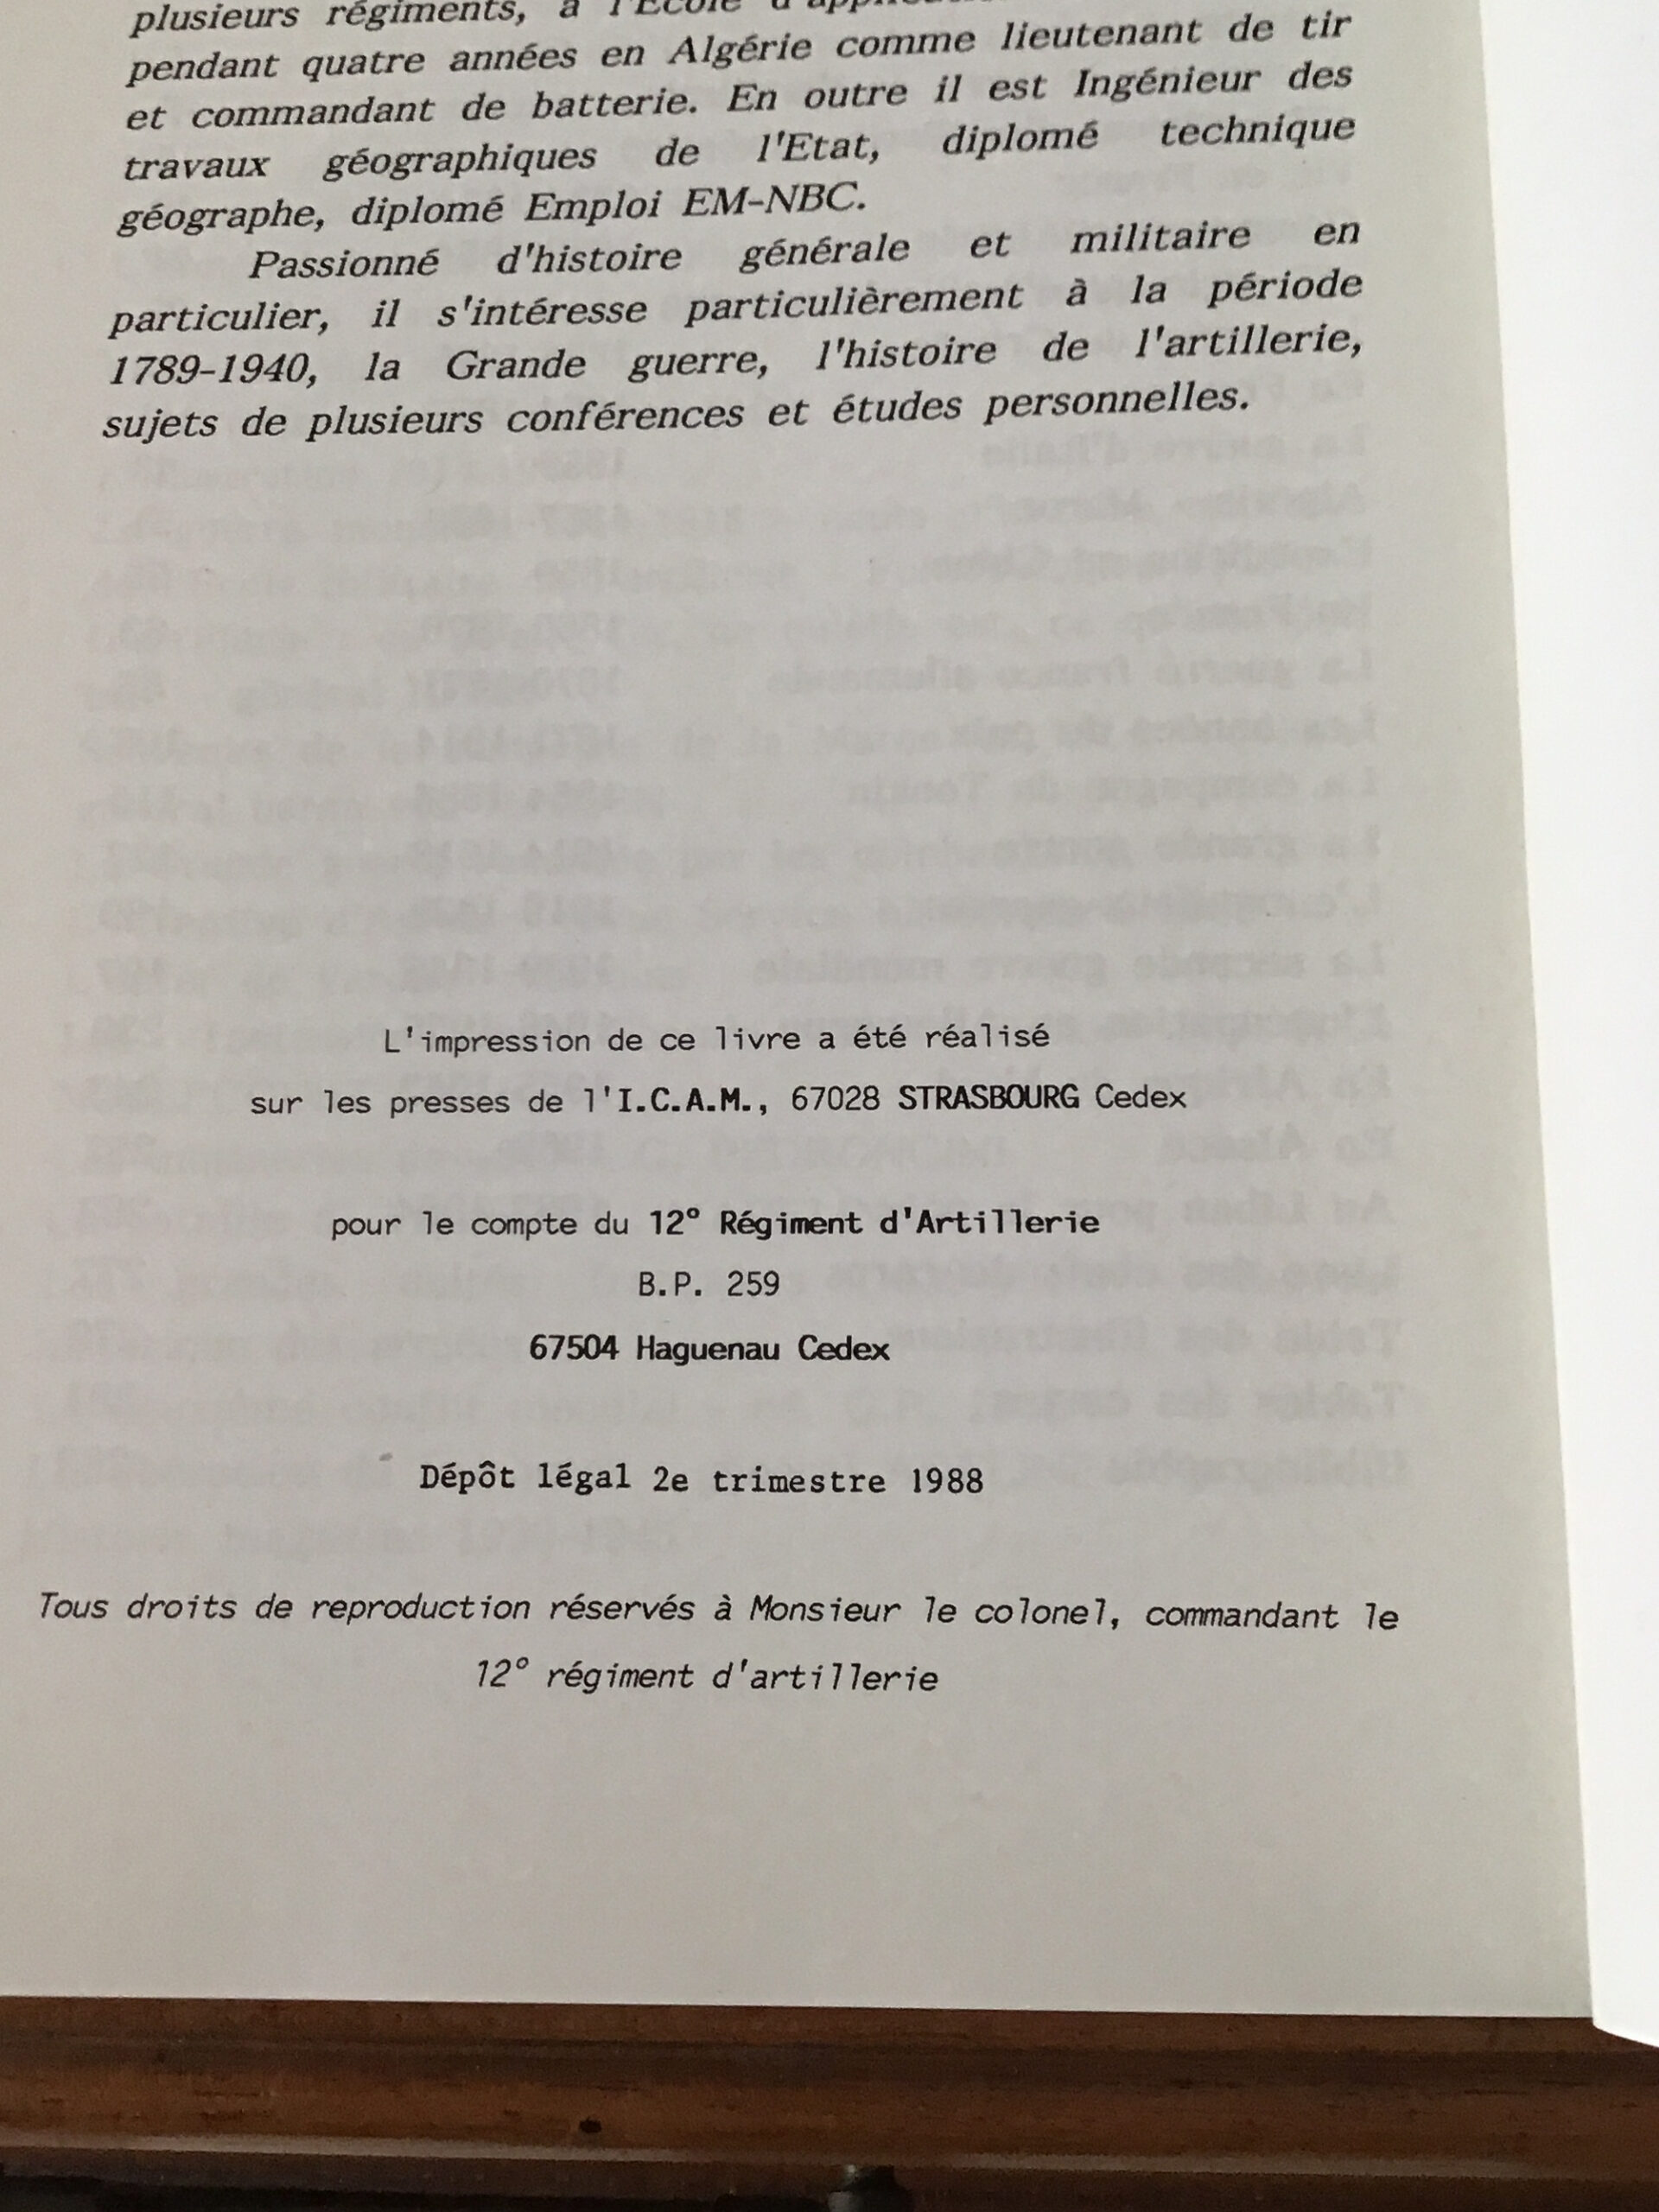 plusieurs régiments, à l'Ecole
pendant quatre années en Algérie comme lieutenant de tir
et commandant de batterie. En outre il est Ingénieur des
travaux géographiques de l'Etat, diplomé technique
géographe, diplomé Emploi EM-NBC.
Passionné d'histoire générale et militaire en
particulier, il s'intéresse particulièrement à la période
1789-1940, la Grande guerre, l'histoire de l'artillerie,
sujets de plusieurs conférences et études personnelles.
L'impression de ce livre a été réalisé
sur les presses de l'I.C.A.M., 67028 STRASBOURG Cedex
pour le compte du 12° Régiment d'Artillerie
B.P. 259
67504 Haguenau Cedex
Dépôt légal 2e trimestre 1988
Tous droits de reproduction réservés à Monsieur le colonel, commandant le
12° régiment d'artillerie